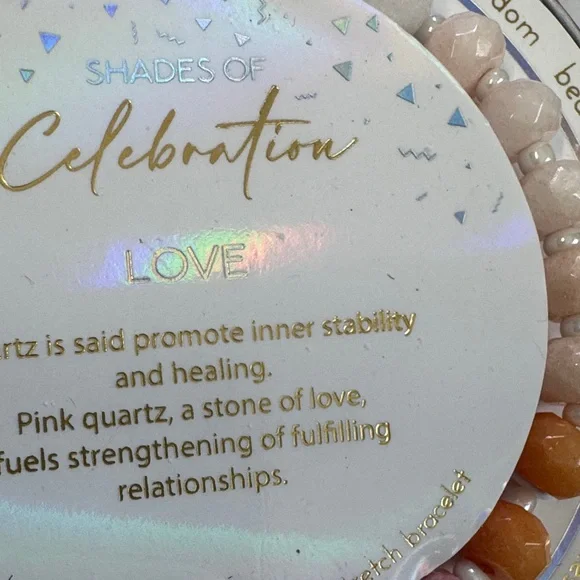 SHADES OF
Celebration
LOVE
rtz is said promote inner stability
and healing.
Pink quartz, a stone of love,
fuels strengthening of fulfilling
relationships.
retch bracelet
dom be